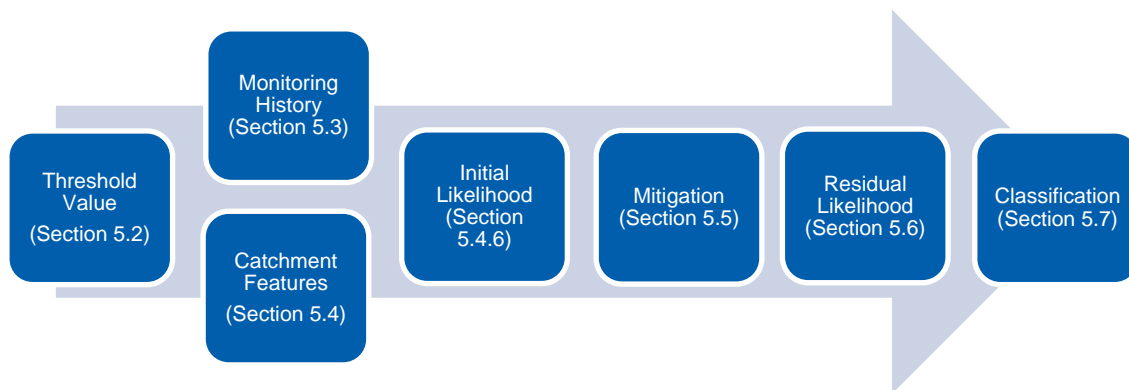 Threshold
Value
(Section 5.2)
Monitoring
History
(Section 5.3)
Catchment
Features
(Section 5.4)
Initial
Likelihood
(Section
5.4.6)
Mitigation
(Section 5.5)
Residual
Likelihood
(Section 5.6)
Classification
(Section 5.7)